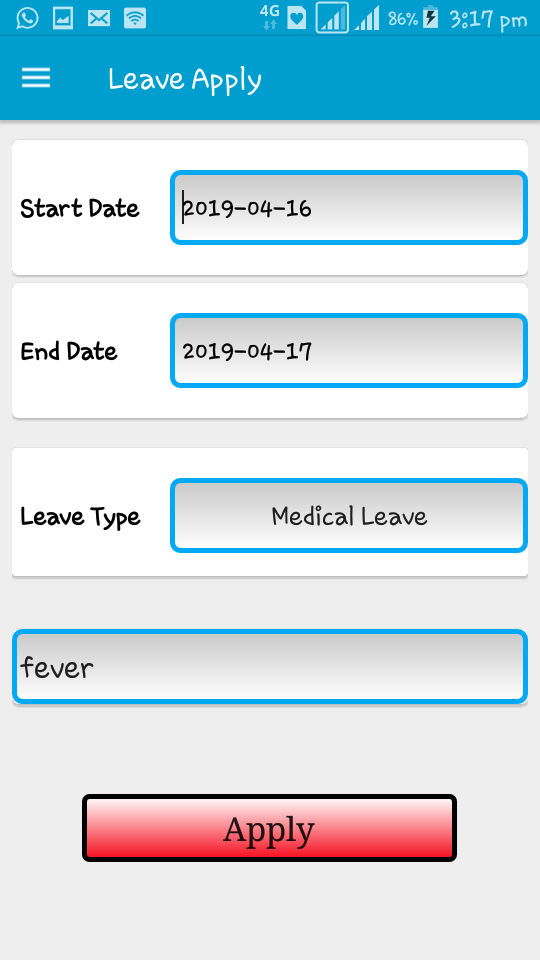 4G 86% 3:17 pm
Leave Apply
Start Date 2019-04-16
End Date 2019-04-17
Leave Type Medical Leave
fever
Apply